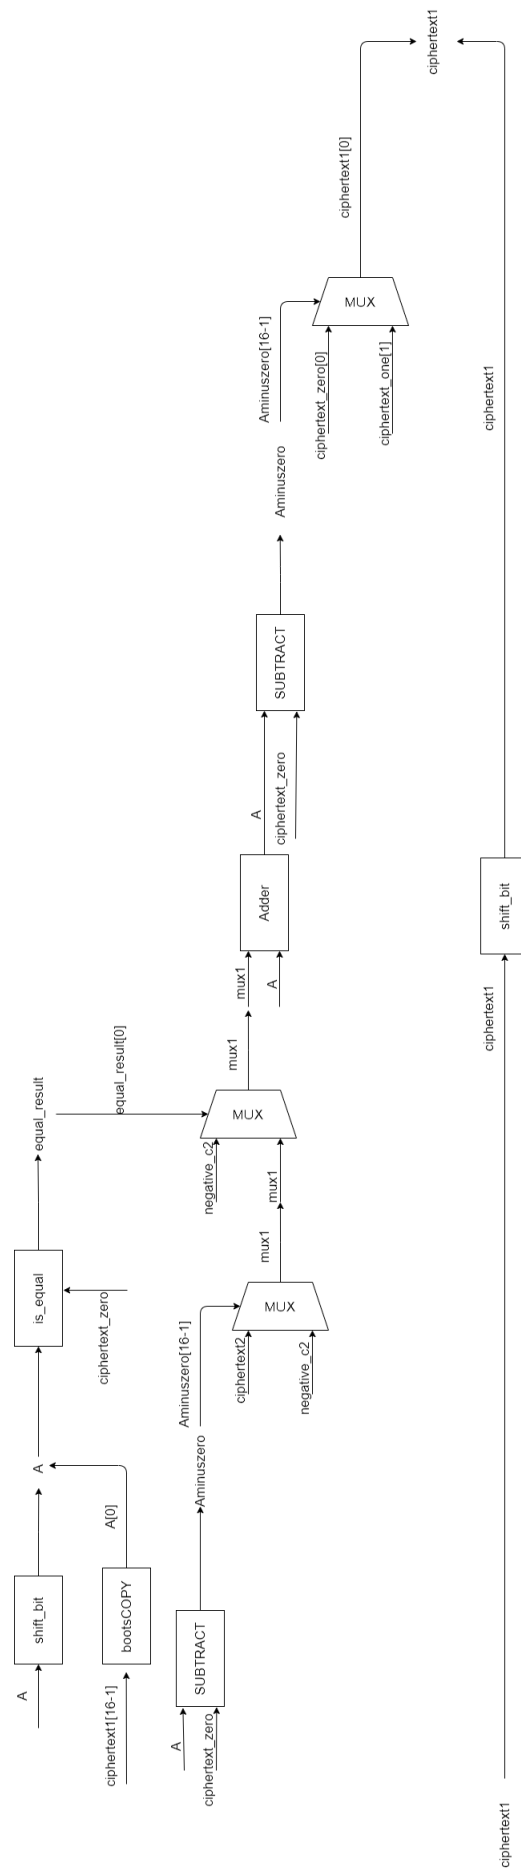 A
shift_bit
A
ciphertext1[16-1]
bootsCOPY
A[0]
is_equal
ciphertext_zero
equal_result
equal_result[0]
A
ciphertext_zero
SUBTRACT
Aminuszero
Aminuszero[16-1]
ciphertext2
negative_c2
MUX
mux1
mux1
negative_c2
MUX
mux1
mux1
A
Adder
A
ciphertext_zero
SUBTRACT
Aminuszero
Aminuszero[16-1]
ciphertext_zero[0]
ciphertext_one[1]
MUX
ciphertext1[0]
ciphertext1
ciphertext1
ciphertext1
shift_bit
ciphertext1